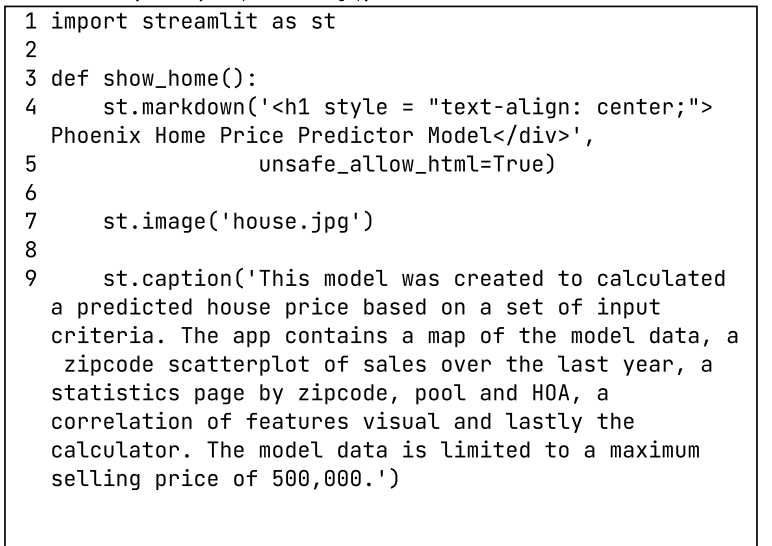 1 import streamlit as st
2
3 def show_home():
4     st.markdown('<h1 style = "text-align: center;">
Phoenix Home Price Predictor Model</div>',
5                 unsafe_allow_html=True)
6
7     st.image('house.jpg')
8
9     st.caption('This model was created to calculated
a predicted house price based on a set of input
criteria. The app contains a map of the model data, a
 zipcode scatterplot of sales over the last year, a
statistics page by zipcode, pool and HOA, a
correlation of features visual and lastly the
calculator. The model data is limited to a maximum
selling price of 500,000.')